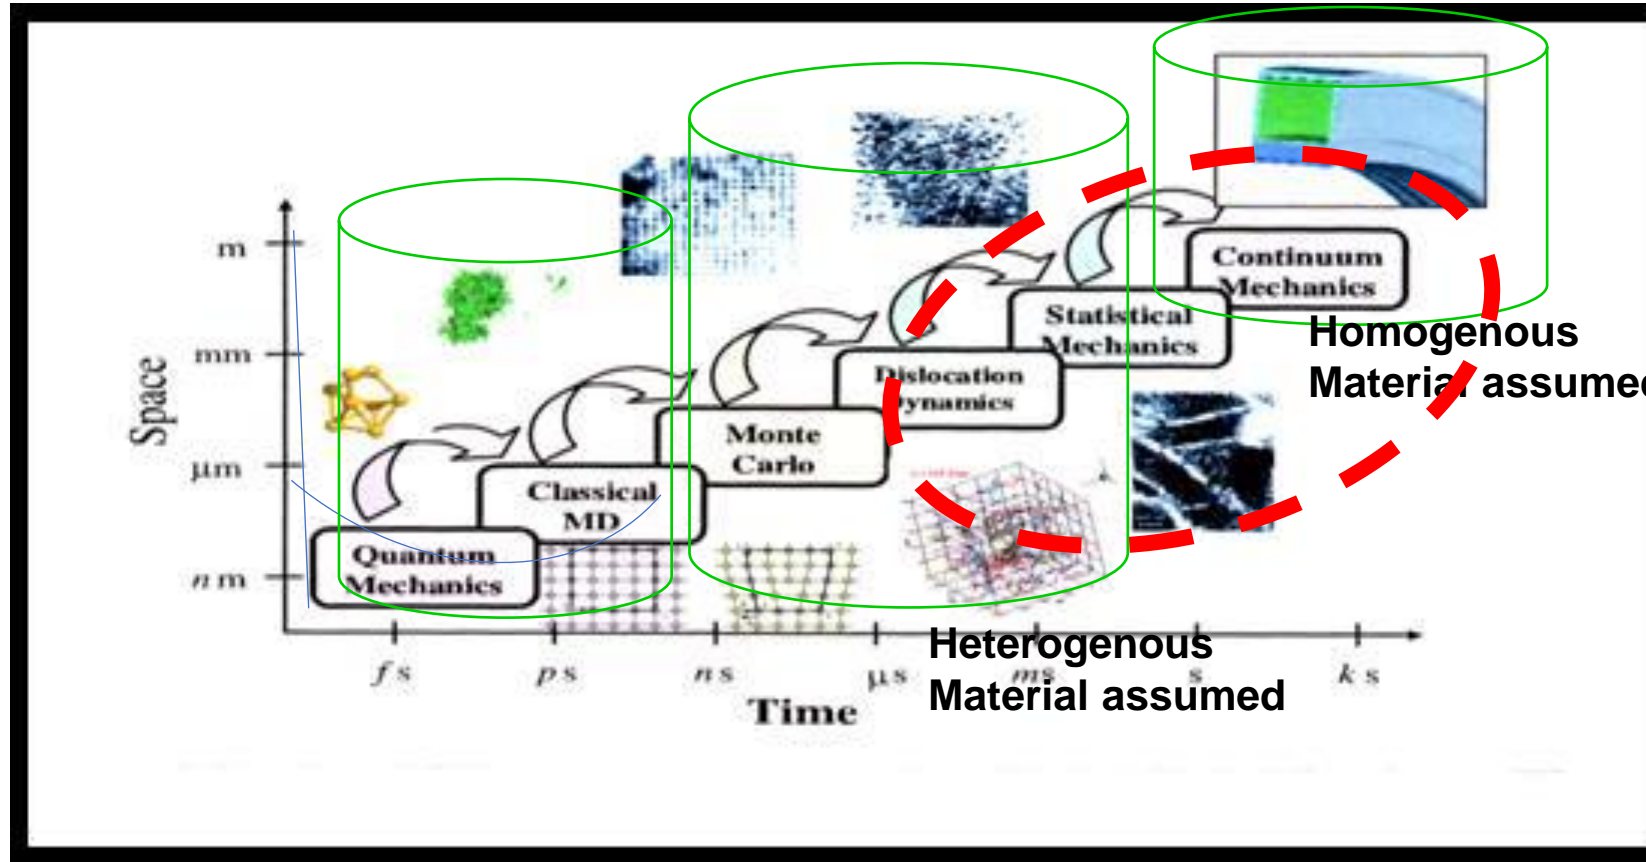 Continuum
Mechanics
Statistical
Mechanics
Homogenous
Material assumed
Dislocation
Dynamics
Monte
Carlo
Classical
MD
Quantum
Mechanics
Space
m
mm
μm
nm
Heterogenous
Material assumed
fs
ps
ns
μs
ms
s
ks
Time